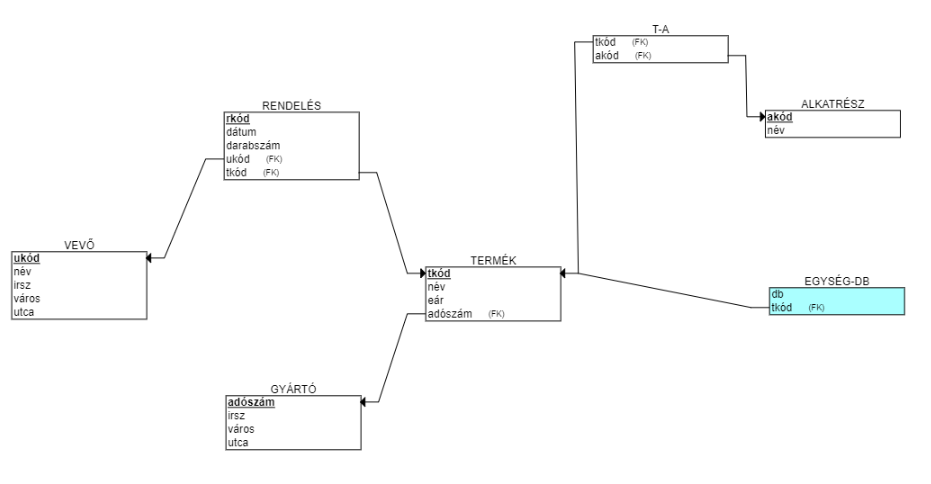 T-A
tkód (FK)
akód (FK)
ALKATRÉSZ
akód
név
RENDELÉS
rkód
dátum
darabszám
ukód (FK)
tkód (FK)
VEVŐ
ukód
név
irsz
város
utca
TERMÉK
tkód
név
eár
adószám (FK)
EGYSÉG-DB
db
tkód (FK)
GYÁRTÓ
adószám
irsz
város
utca